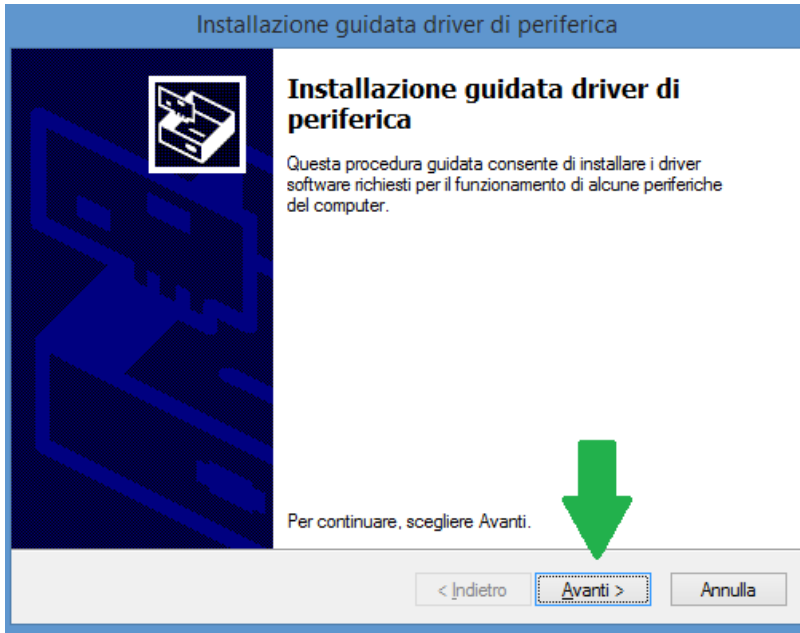 Installazione guidata driver di periferica
Installazione guidata driver di
periferica
Questa procedura guidata consente di installare i driver
software richiesti per il funzionamento di alcune periferiche
del computer.
Per continuare, scegliere Avanti.
< Indietro
Avanti >
Annulla